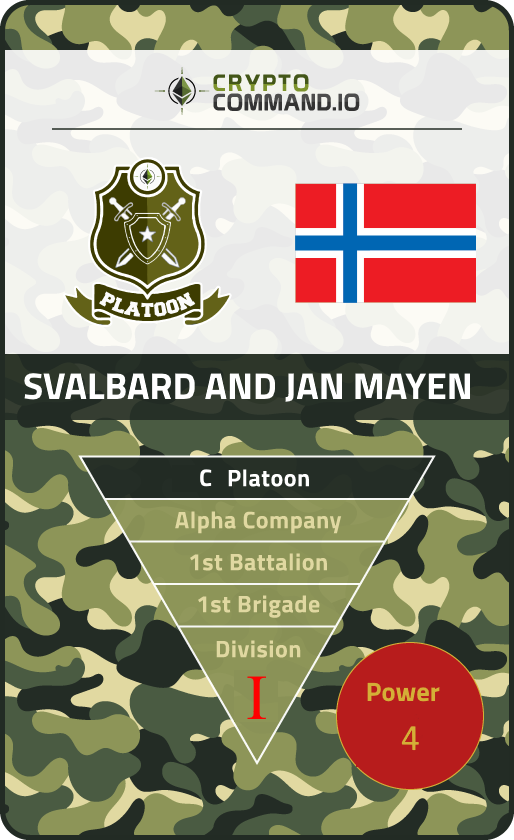 CRYPTO
COMMAND.IO
PLATOON
SVALBARD AND JAN MAYEN
C Platoon
Alpha Company
1st Battalion
1st Brigade
Division
I
Power
4